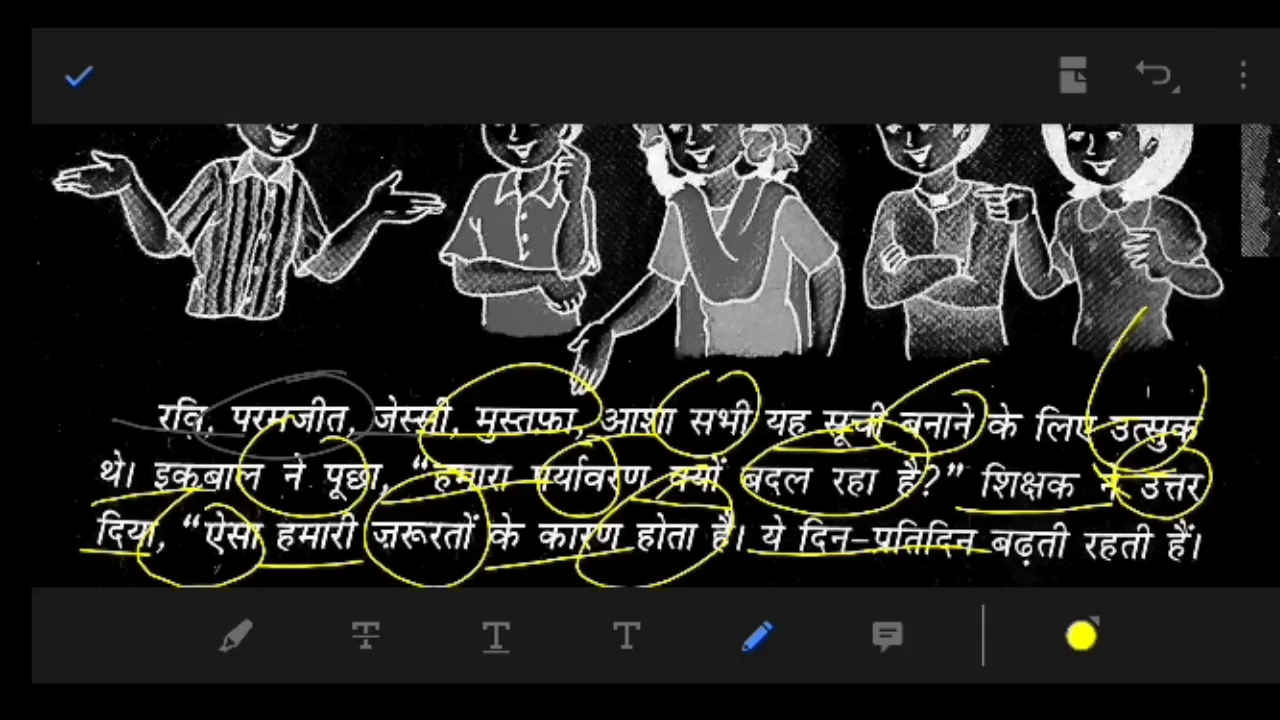 रवि, परमजीत, जेस्सी, मुस्तफ़ा, आशा सभी यह सूची बनाने के लिए उत्सुक
थे। इकबाल ने पूछा, “हमारा पर्यावरण क्यों बदल रहा है?” शिक्षक ने उत्तर
दिया, “ऐसा हमारी ज़रूरतों के कारण होता है। ये दिन-प्रतिदिन बढ़ती रहती हैं।